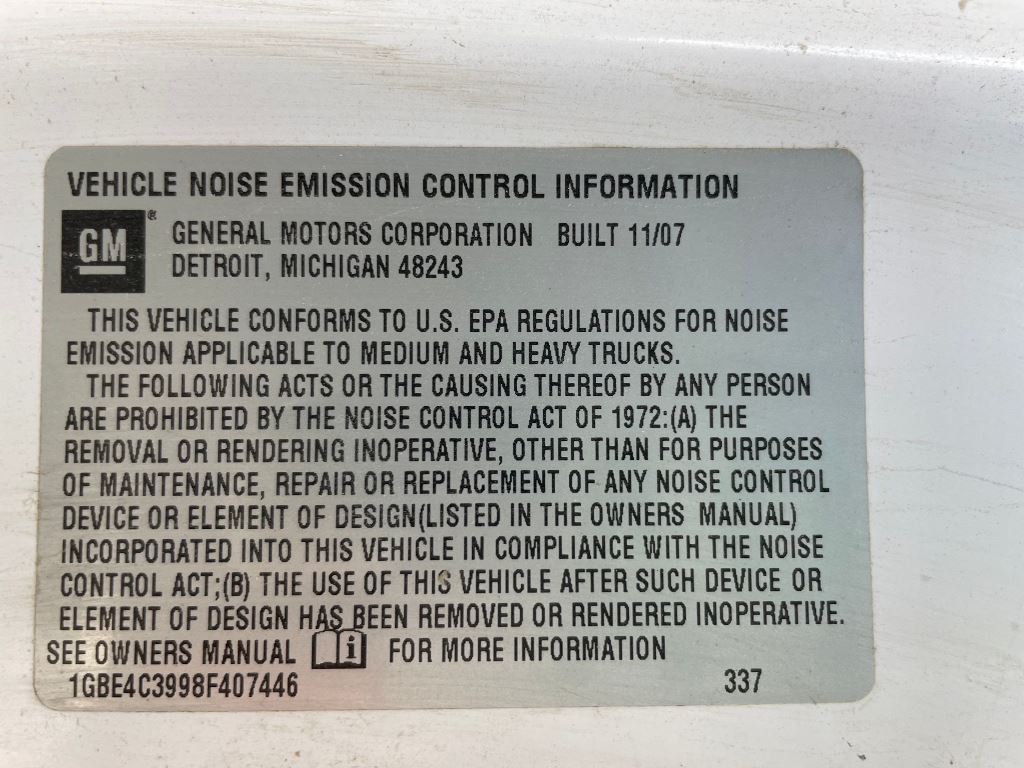 VEHICLE NOISE EMISSION CONTROL INFORMATION
GM® GENERAL MOTORS CORPORATION BUILT 11/07
DETROIT, MICHIGAN 48243
THIS VEHICLE CONFORMS TO U.S. EPA REGULATIONS FOR NOISE
EMISSION APPLICABLE TO MEDIUM AND HEAVY TRUCKS.
THE FOLLOWING ACTS OR THE CAUSING THEREOF BY ANY PERSON
ARE PROHIBITED BY THE NOISE CONTROL ACT OF 1972:(A) THE
REMOVAL OR RENDERING INOPERATIVE, OTHER THAN FOR PURPOSES
OF MAINTENANCE, REPAIR OR REPLACEMENT OF ANY NOISE CONTROL
DEVICE OR ELEMENT OF DESIGN(LISTED IN THE OWNERS MANUAL)
INCORPORATED INTO THIS VEHICLE IN COMPLIANCE WITH THE NOISE
CONTROL ACT;(B) THE USE OF THIS VEHICLE AFTER SUCH DEVICE OR
ELEMENT OF DESIGN HAS BEEN REMOVED OR RENDERED INOPERATIVE.
SEE OWNERS MANUAL i FOR MORE INFORMATION
1GBE4C3998F407446 337